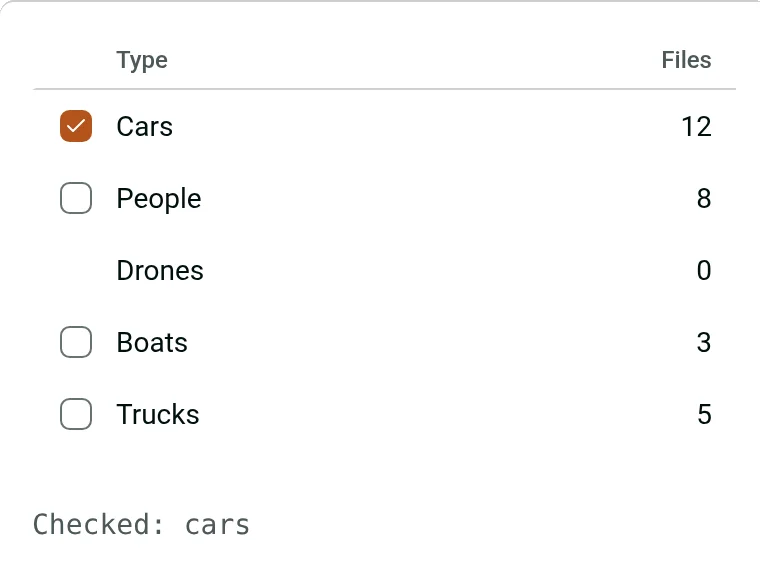 Type Files
Cars 12
People 8
Drones 0
Boats 3
Trucks 5
Checked: cars